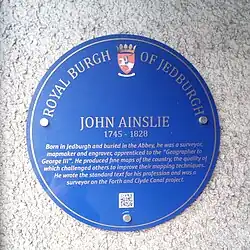 ROYAL BURGH OF JEDBURGH
JOHN AINSLIE
1745 - 1828
Born in Jedburgh and buried in the Abbey, he was a surveyor,
mapmaker and engraver, apprenticed to the "Geographer to
George III". He produced fine maps of the country, the quality of
which challenged others to improve their mapping techniques.
He wrote the standard text for his profession and was a
surveyor on the Forth and Clyde Canal project.